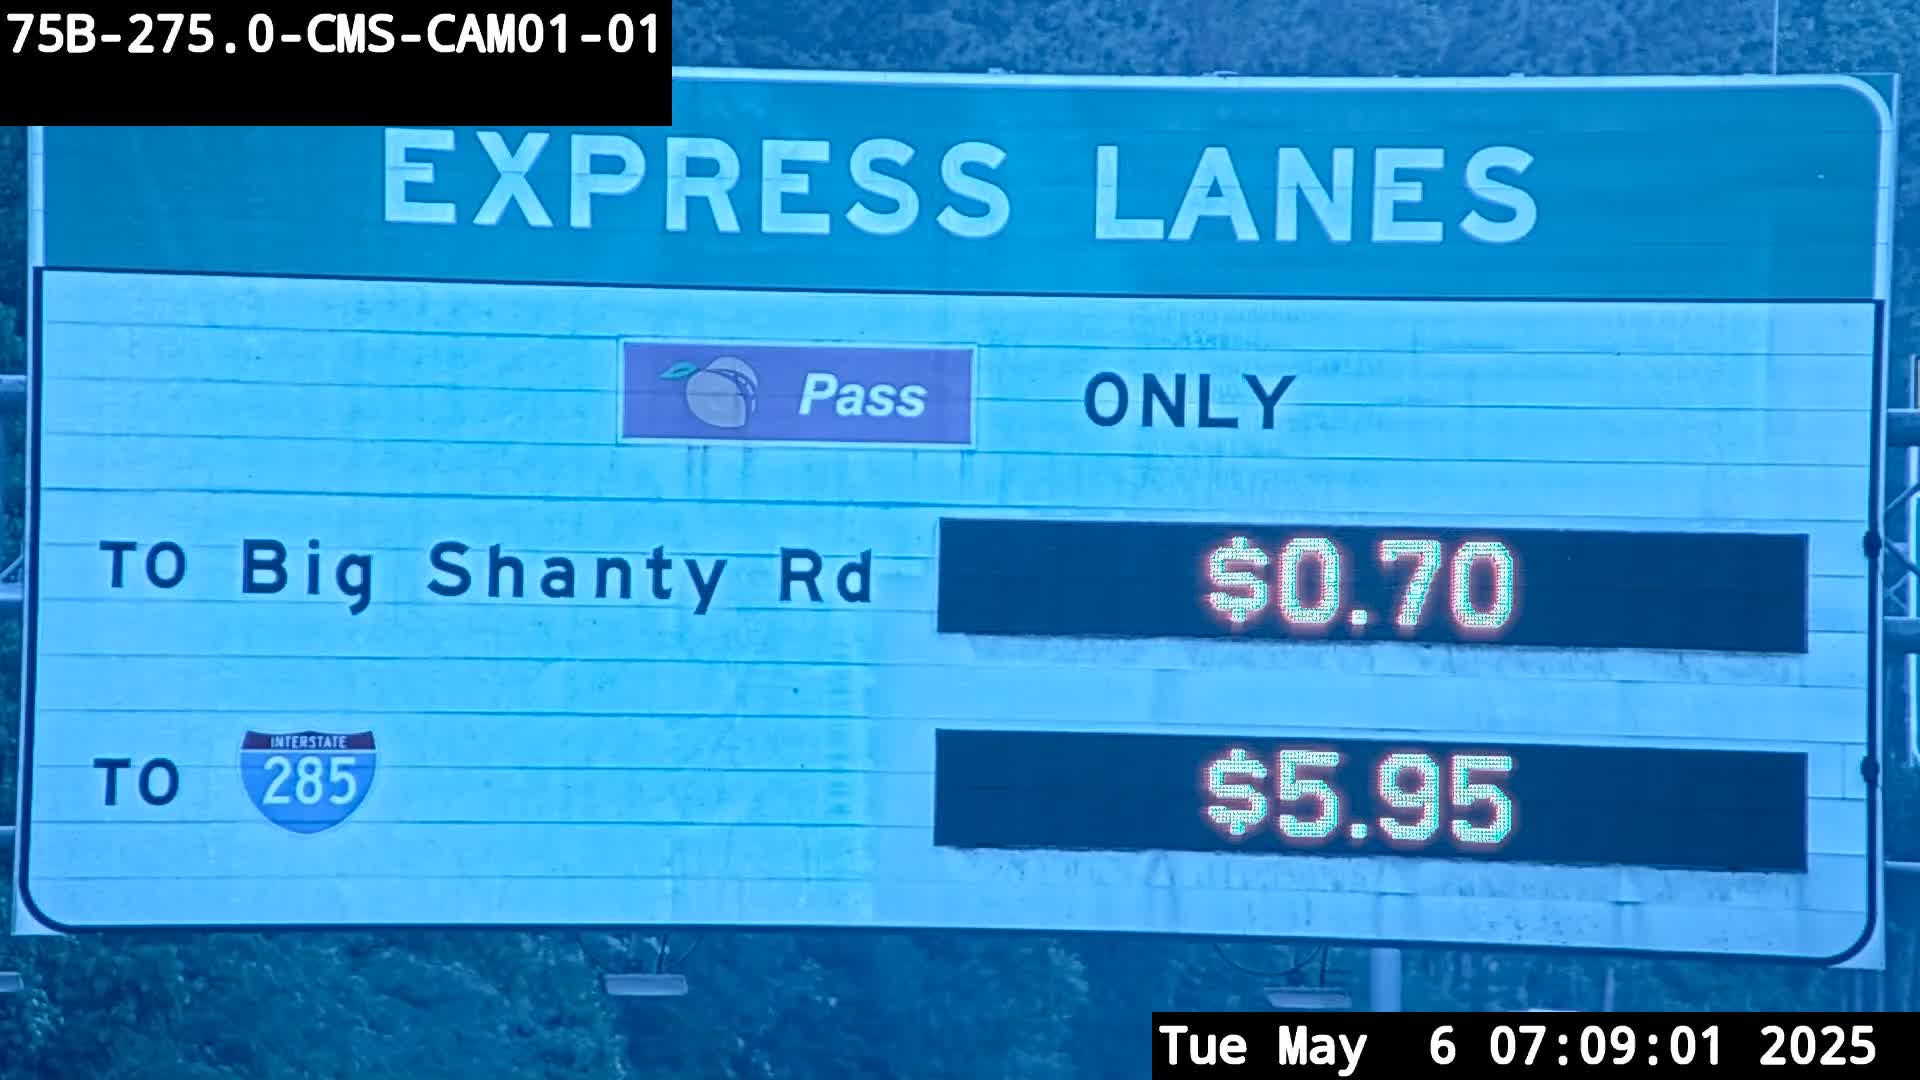 75B-275.0-CMS-CAM01-01
EXPRESS LANES
Pass ONLY
TO Big Shanty Rd $0.70
INTERSTATE
TO 285 $5.95
Tue May 6 07:09:01 2025